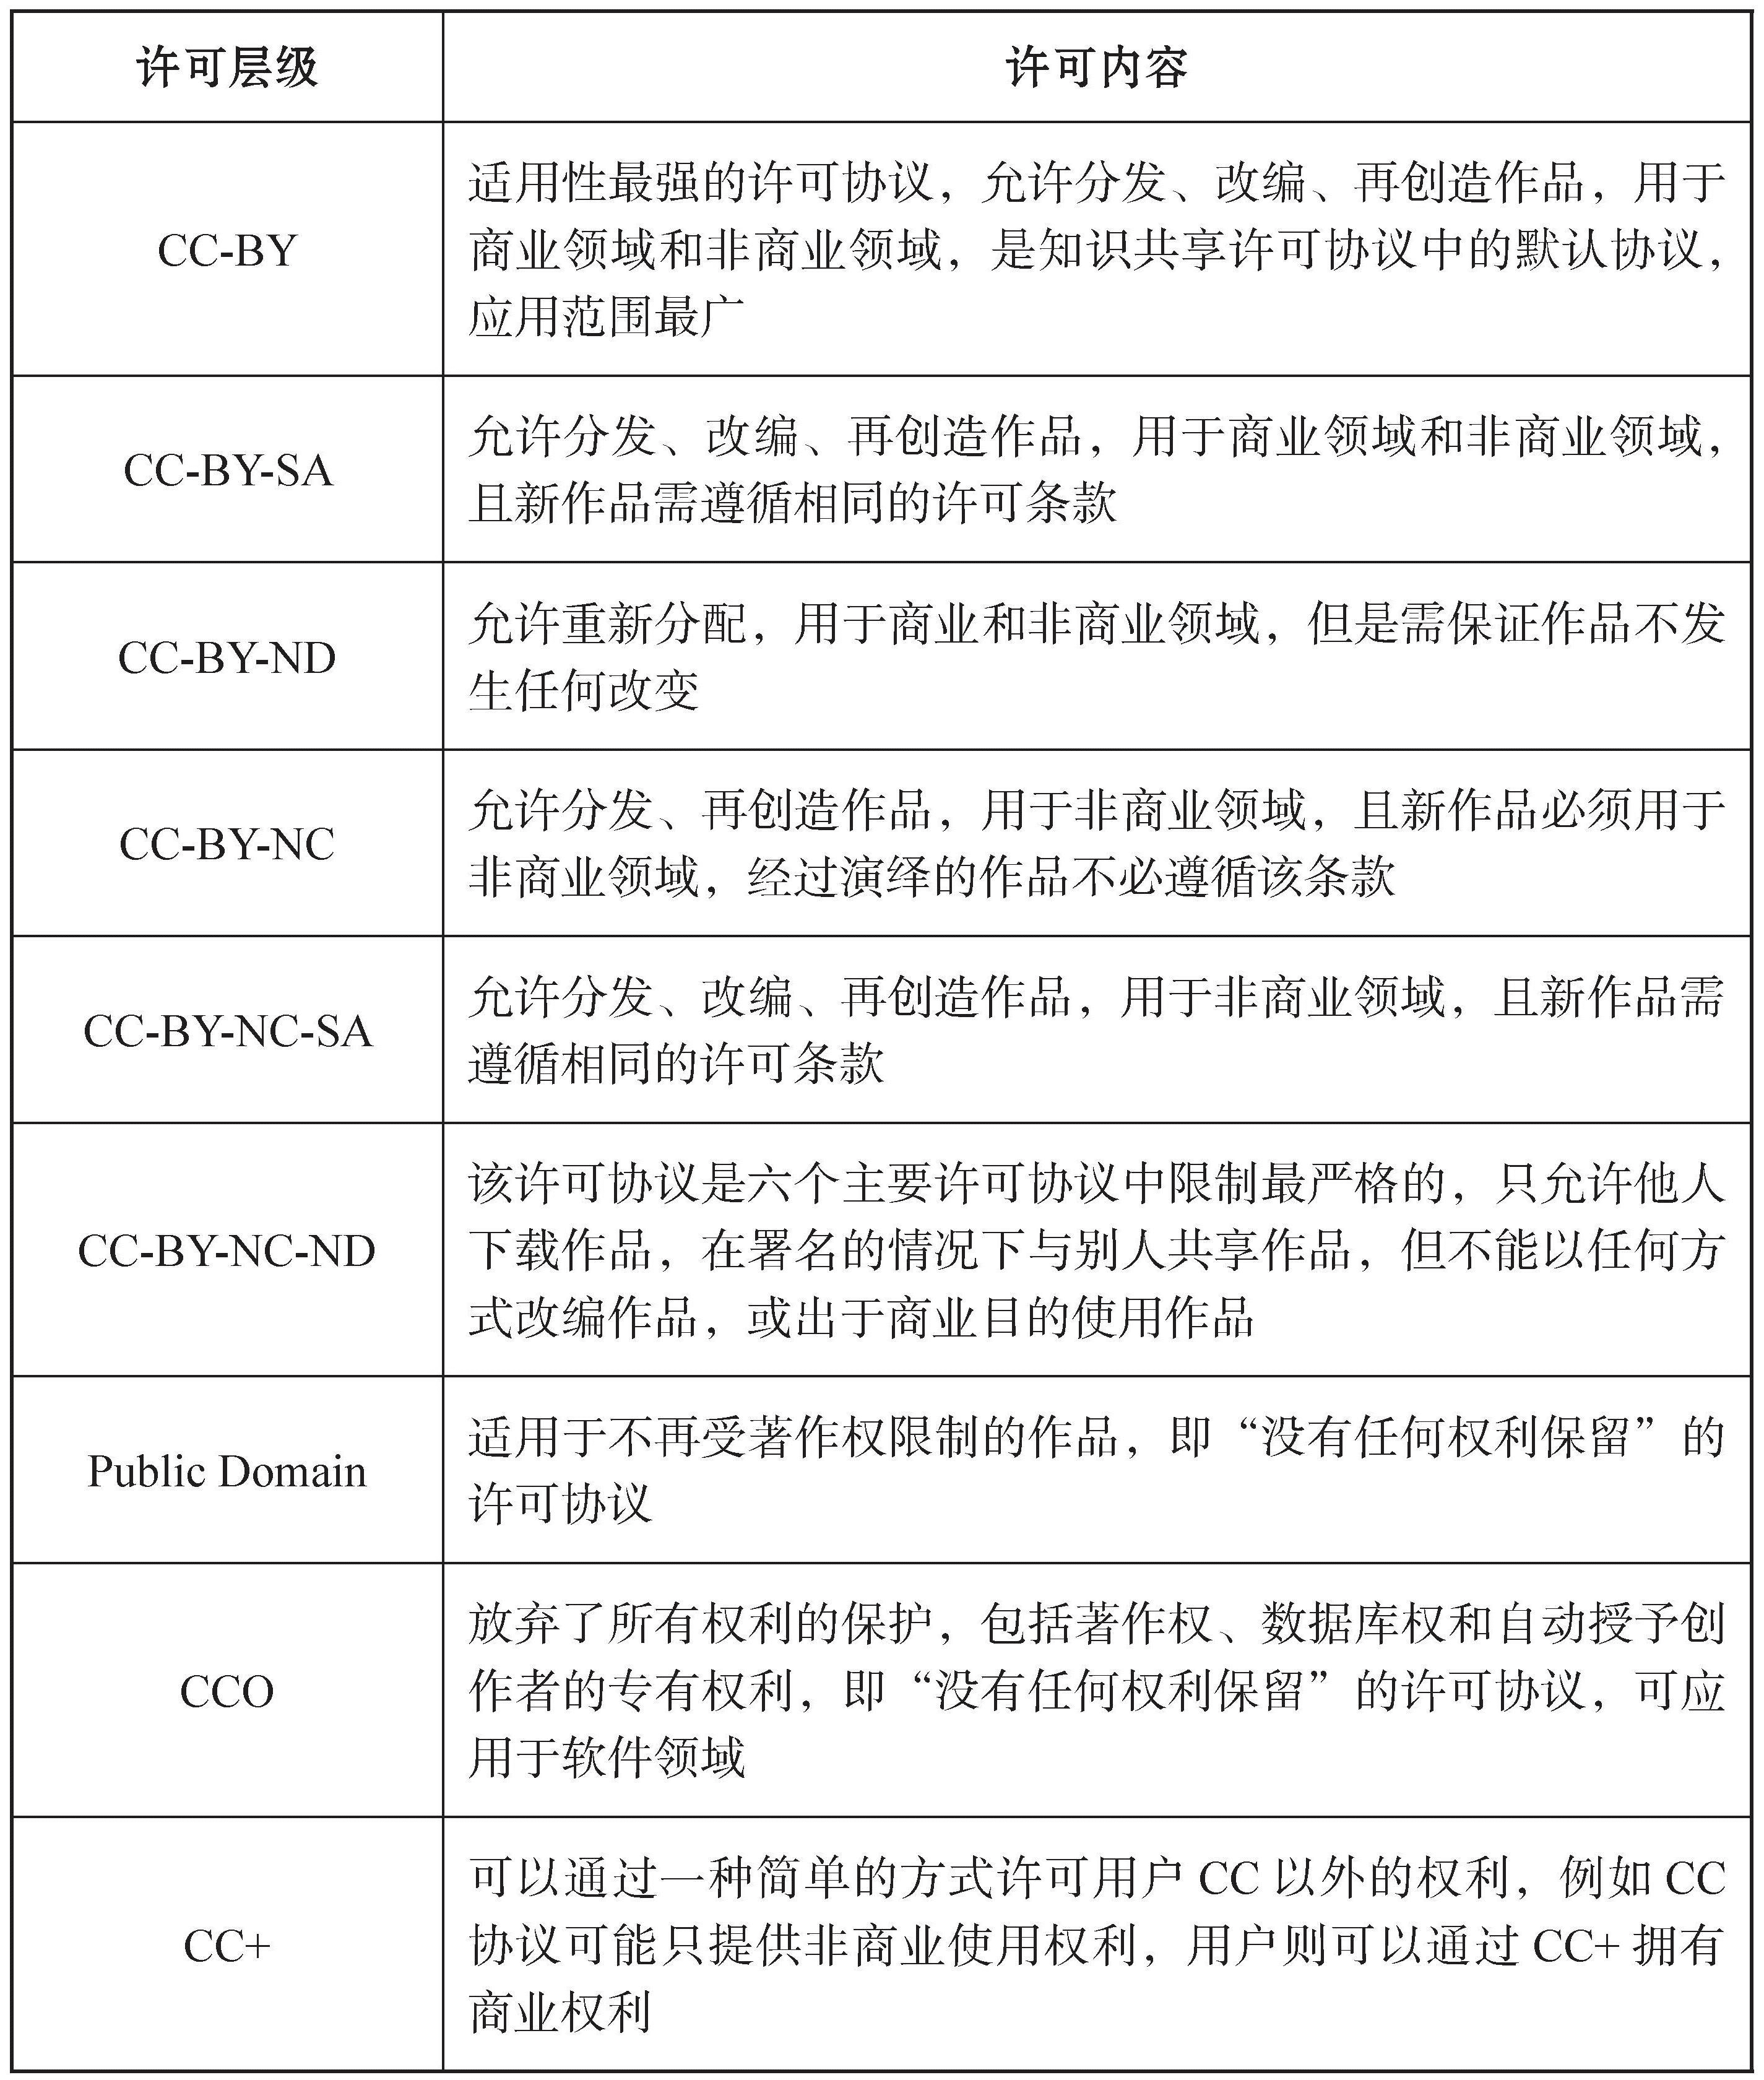 许可层级
许可内容
CC-BY
适用性最强的许可协议，允许分发、改编、再创造作品，用于
商业领域和非商业领域，是知识共享许可协议中的默认协议，
应用范围最广
CC-BY-SA
允许分发、改编、再创造作品，用于商业领域和非商业领域，
且新作品需遵循相同的许可条款
CC-BY-ND
允许重新分配，用于商业和非商业领域，但是需保证作品不发
生任何改变
CC-BY-NC
允许分发、再创造作品，用于非商业领域，且新作品必须用于
非商业领域，经过演绎的作品不必遵循该条款
CC-BY-NC-SA
允许分发、改编、再创造作品，用于非商业领域，且新作品需
遵循相同的许可条款
CC-BY-NC-ND
该许可协议是六个主要许可协议中限制最严格的，只允许他人
下载作品，在署名的情况下与别人共享作品，但不能以任何方
式改编作品，或出于商业目的使用作品
Public Domain
适用于不再受著作权限制的作品，即“没有任何权利保留”的
许可协议
CCO
放弃了所有权利的保护，包括著作权、数据库权和自动授予创
作者的专有权利，即“没有任何权利保留”的许可协议，可应
用于软件领域
CC+
可以通过一种简单的方式许可用户 CC 以外的权利，例如 CC
协议可能只提供非商业使用权利，用户则可以通过 CC+ 拥有
商业权利